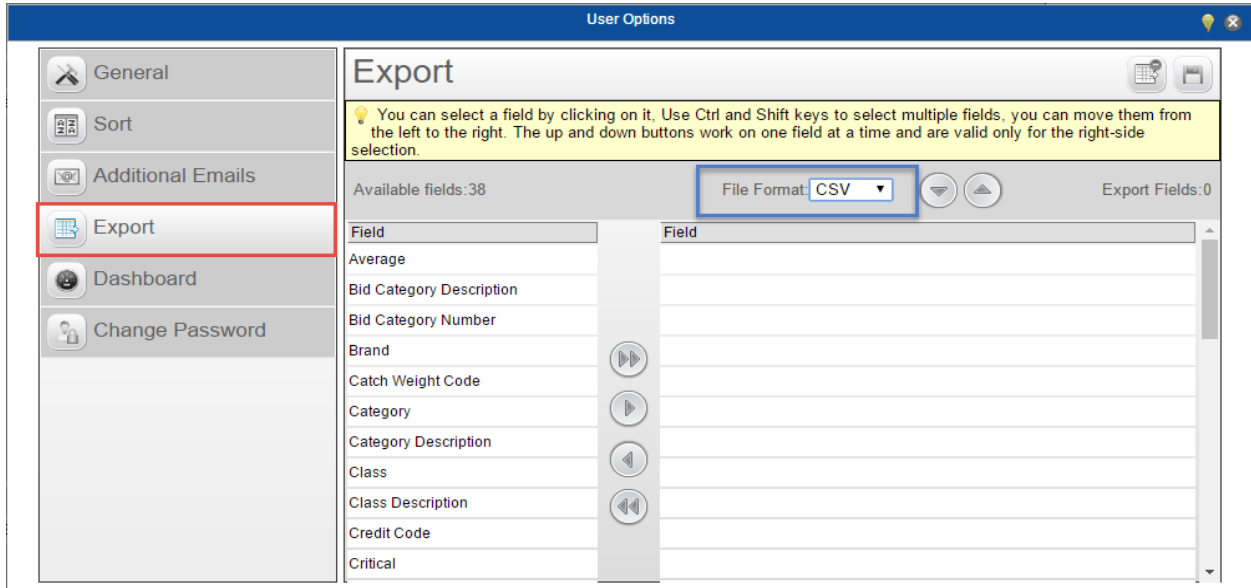 User Options
General
Sort
Additional Emails
Export
Dashboard
Change Password
Export
You can select a field by clicking on it, Use Ctrl and Shift keys to select multiple fields, you can move them from
the left to the right. The up and down buttons work on one field at a time and are valid only for the right-side
selection.
Available fields:38
File Format: CSV
Export Fields:0
Field
Average
Bid Category Description
Bid Category Number
Brand
Catch Weight Code
Category
Category Description
Class
Class Description
Credit Code
Critical
Field